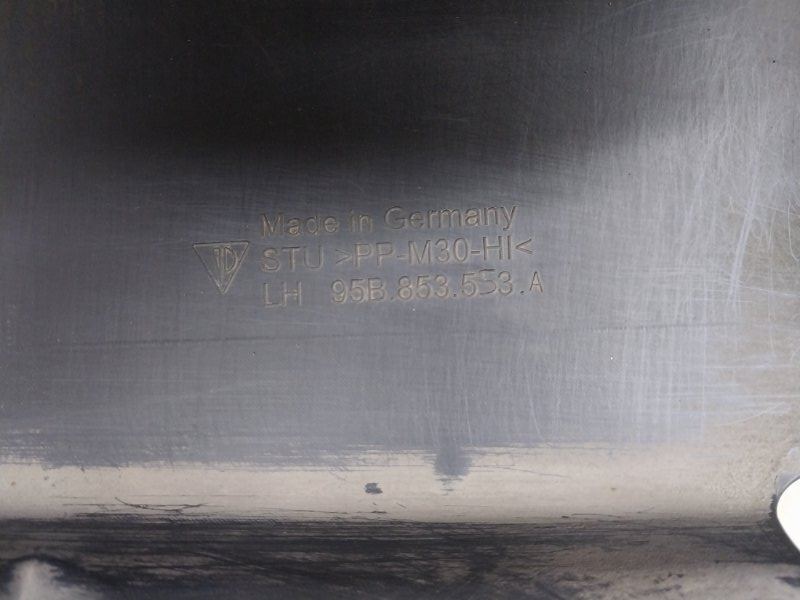 Made in Germany
STU >PP-M30-HI<
LH 95B.853.553.A